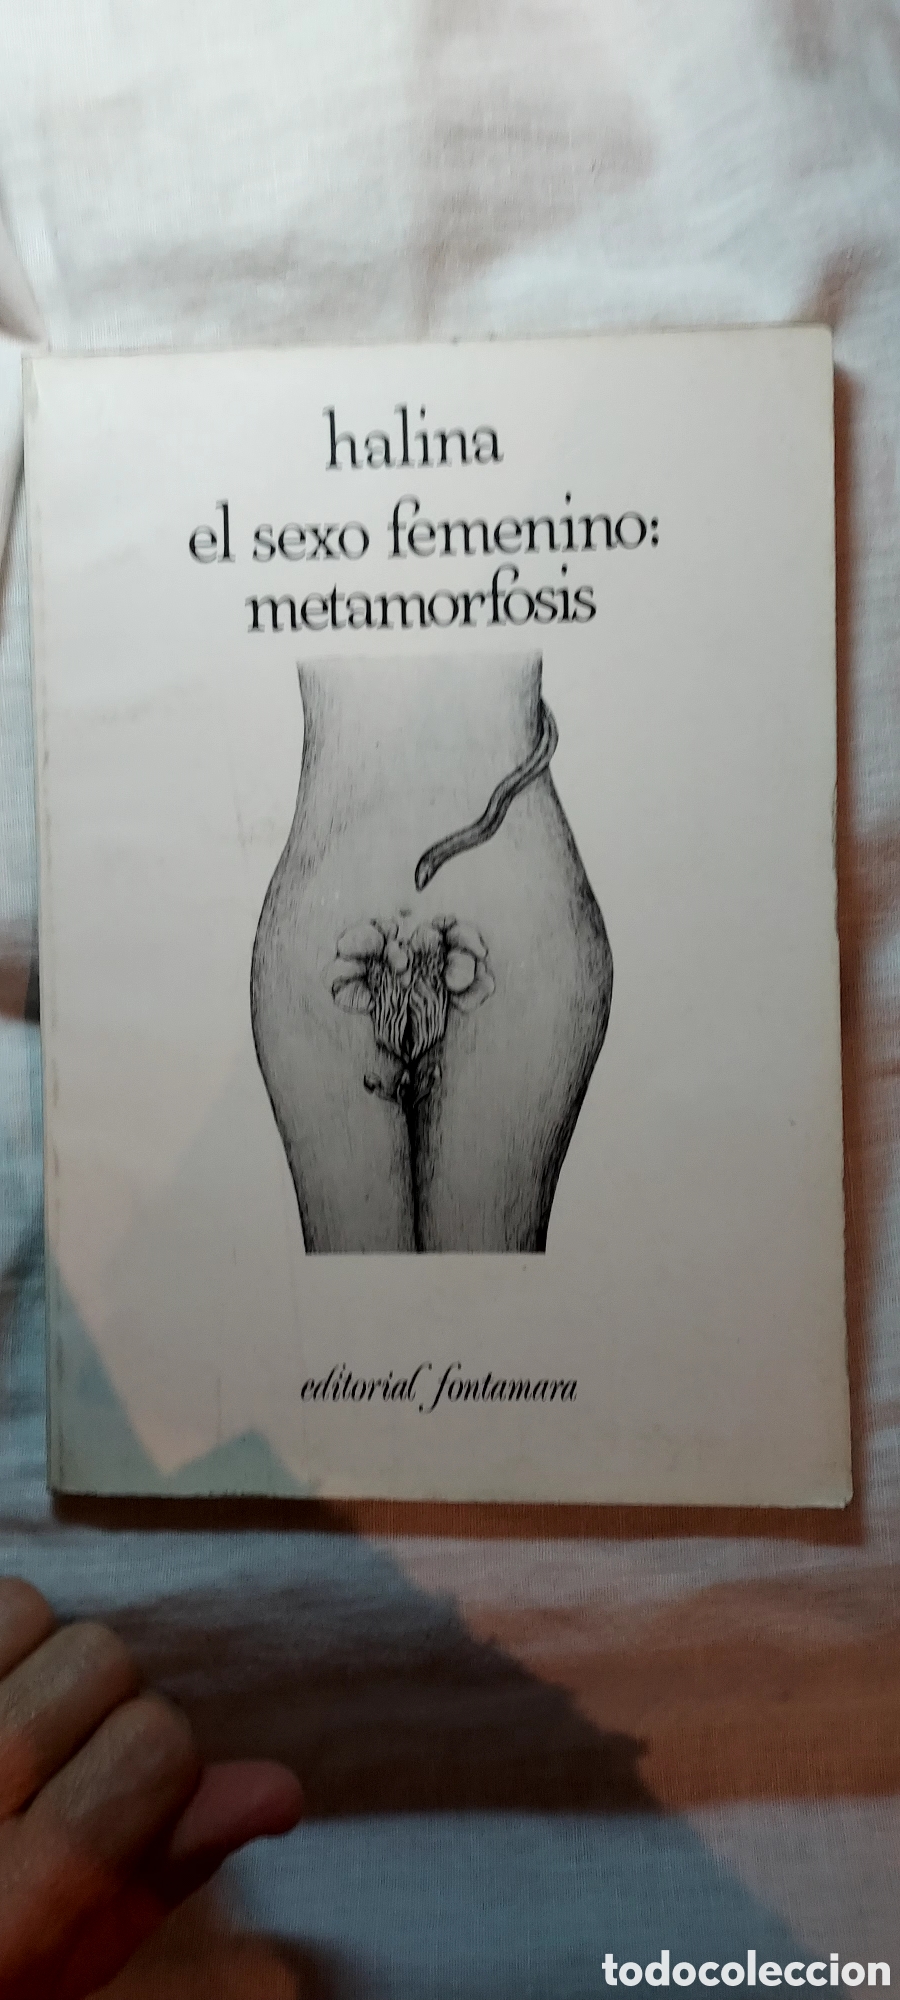 halina
el sexo femenino:
metamorfosis
editorial fontamara
todocoleccion